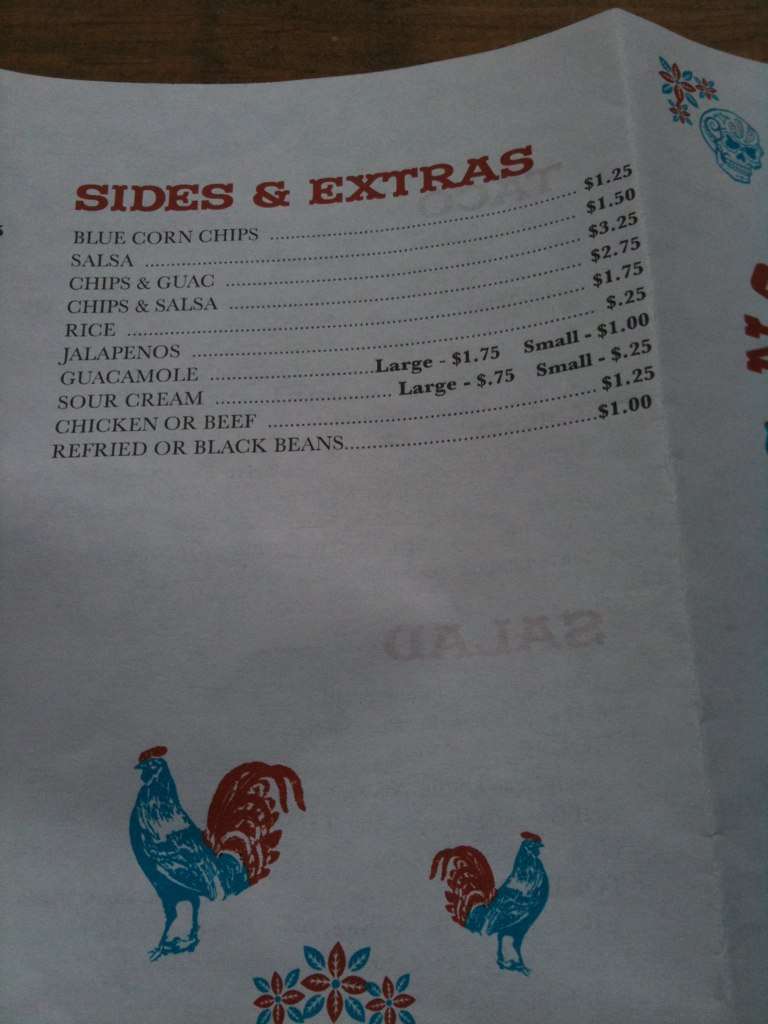 SIDES & EXTRAS
BLUE CORN CHIPS ................ $1.25
SALSA ................ $1.50
CHIPS & GUAC ................ $3.25
CHIPS & SALSA ................ $2.75
RICE ................ $1.75
JALAPENOS ................ $.25
GUACAMOLE ................ Large - $1.75 Small - $1.00
SOUR CREAM ................ Large - $.75 Small - $.25
CHICKEN OR BEEF ................ $1.25
REFRIED OR BLACK BEANS................ $1.00
SALAD